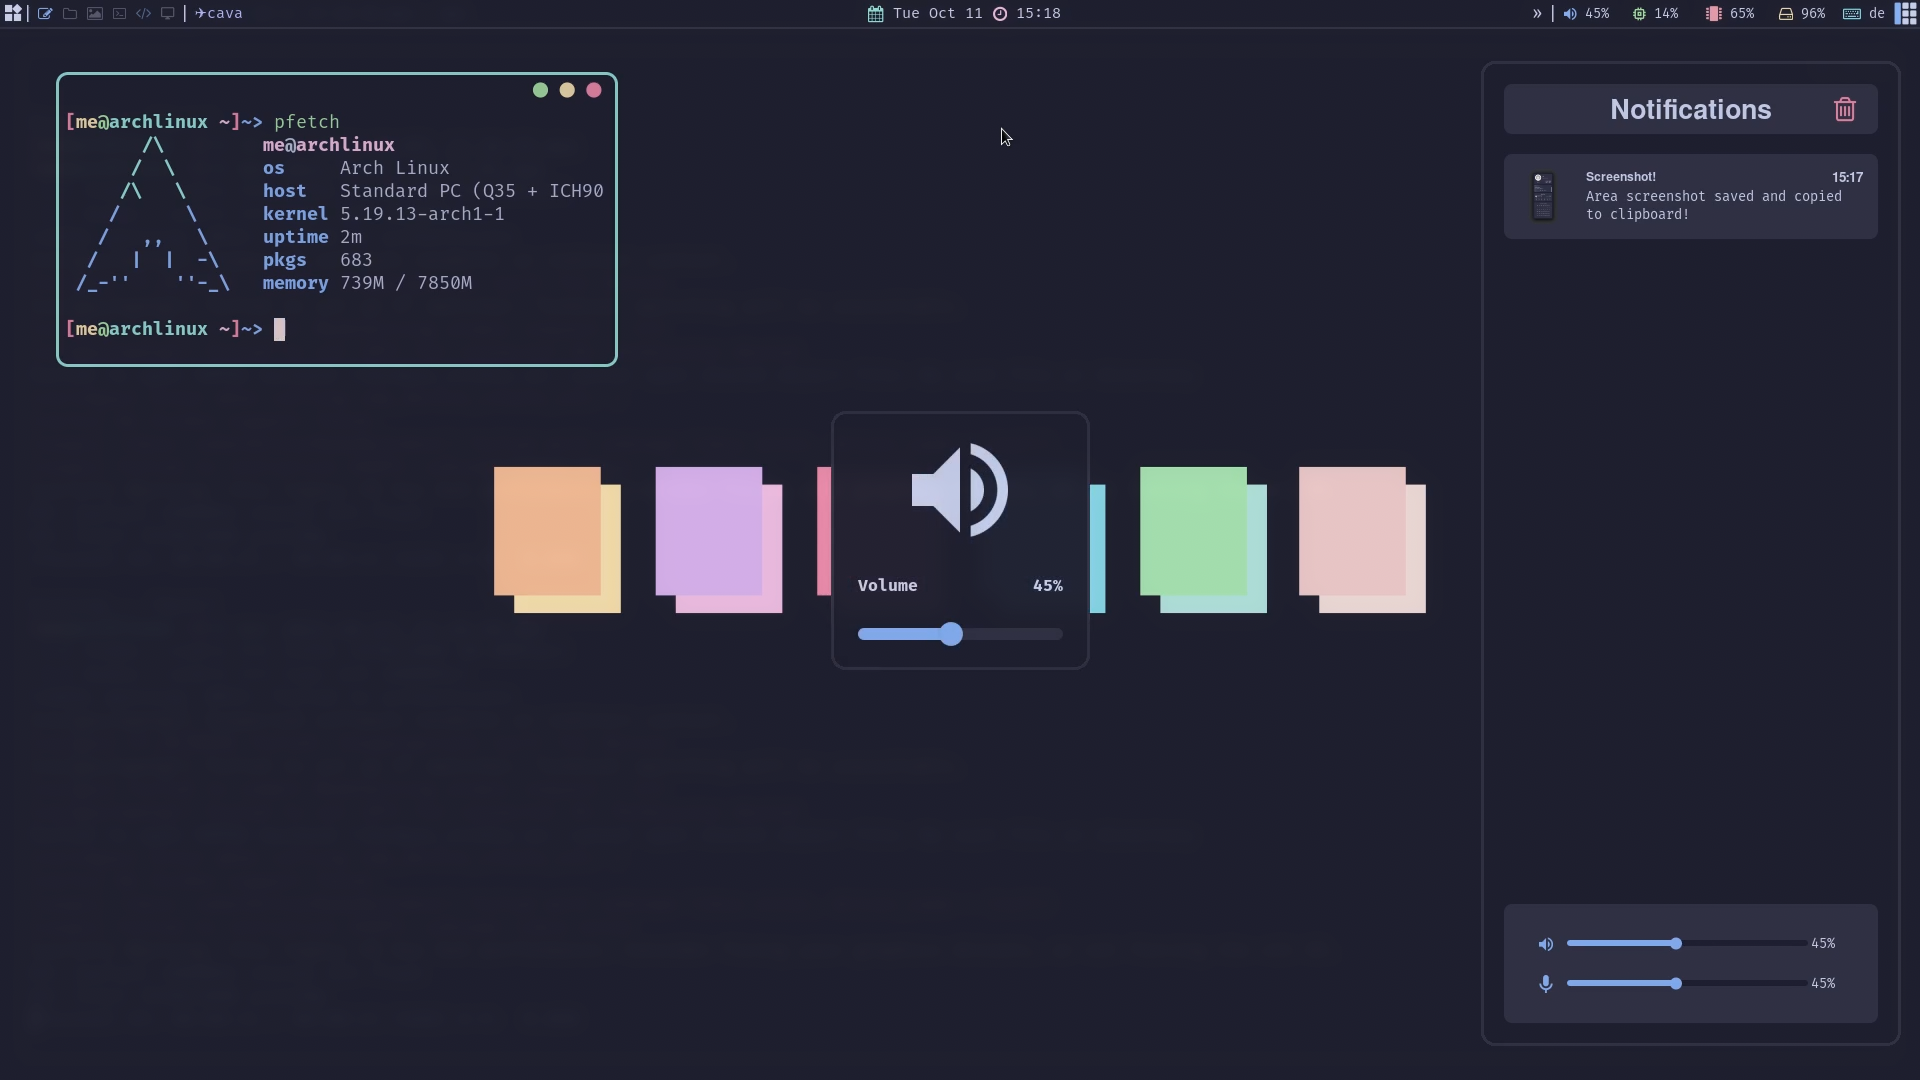 ✈cava
Tue Oct 11 15:18
» 45% 14% 65% 96% de
[me@archlinux ~]~> pfetch
me@archlinux
os Arch Linux
host Standard PC (Q35 + ICH90
kernel 5.19.13-arch1-1
uptime 2m
pkgs 683
memory 739M / 7850M
[me@archlinux ~]~>
Volume 45%
Notifications
Screenshot! 15:17
Area screenshot saved and copied
to clipboard!
45%
45%